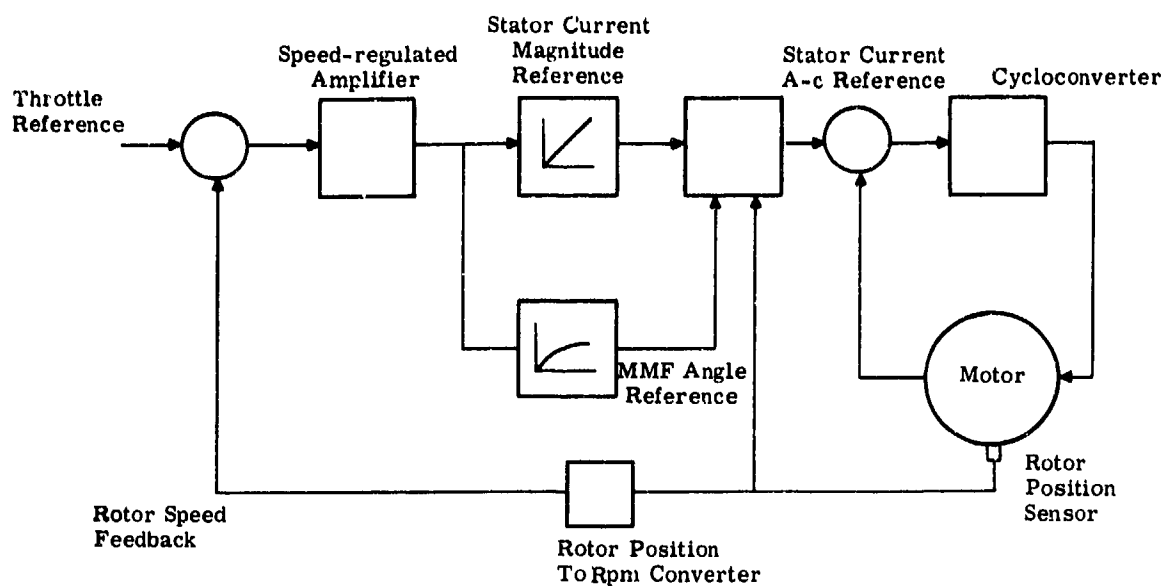 Throttle
Reference
Speed-regulated
Amplifier
Stator Current
Magnitude
Reference
Stator Current
A-c Reference
Cycloconverter
MMF Angle
Reference
Motor
Rotor
Position
Sensor
Rotor Speed
Feedback
Rotor Position
To Rpm Converter